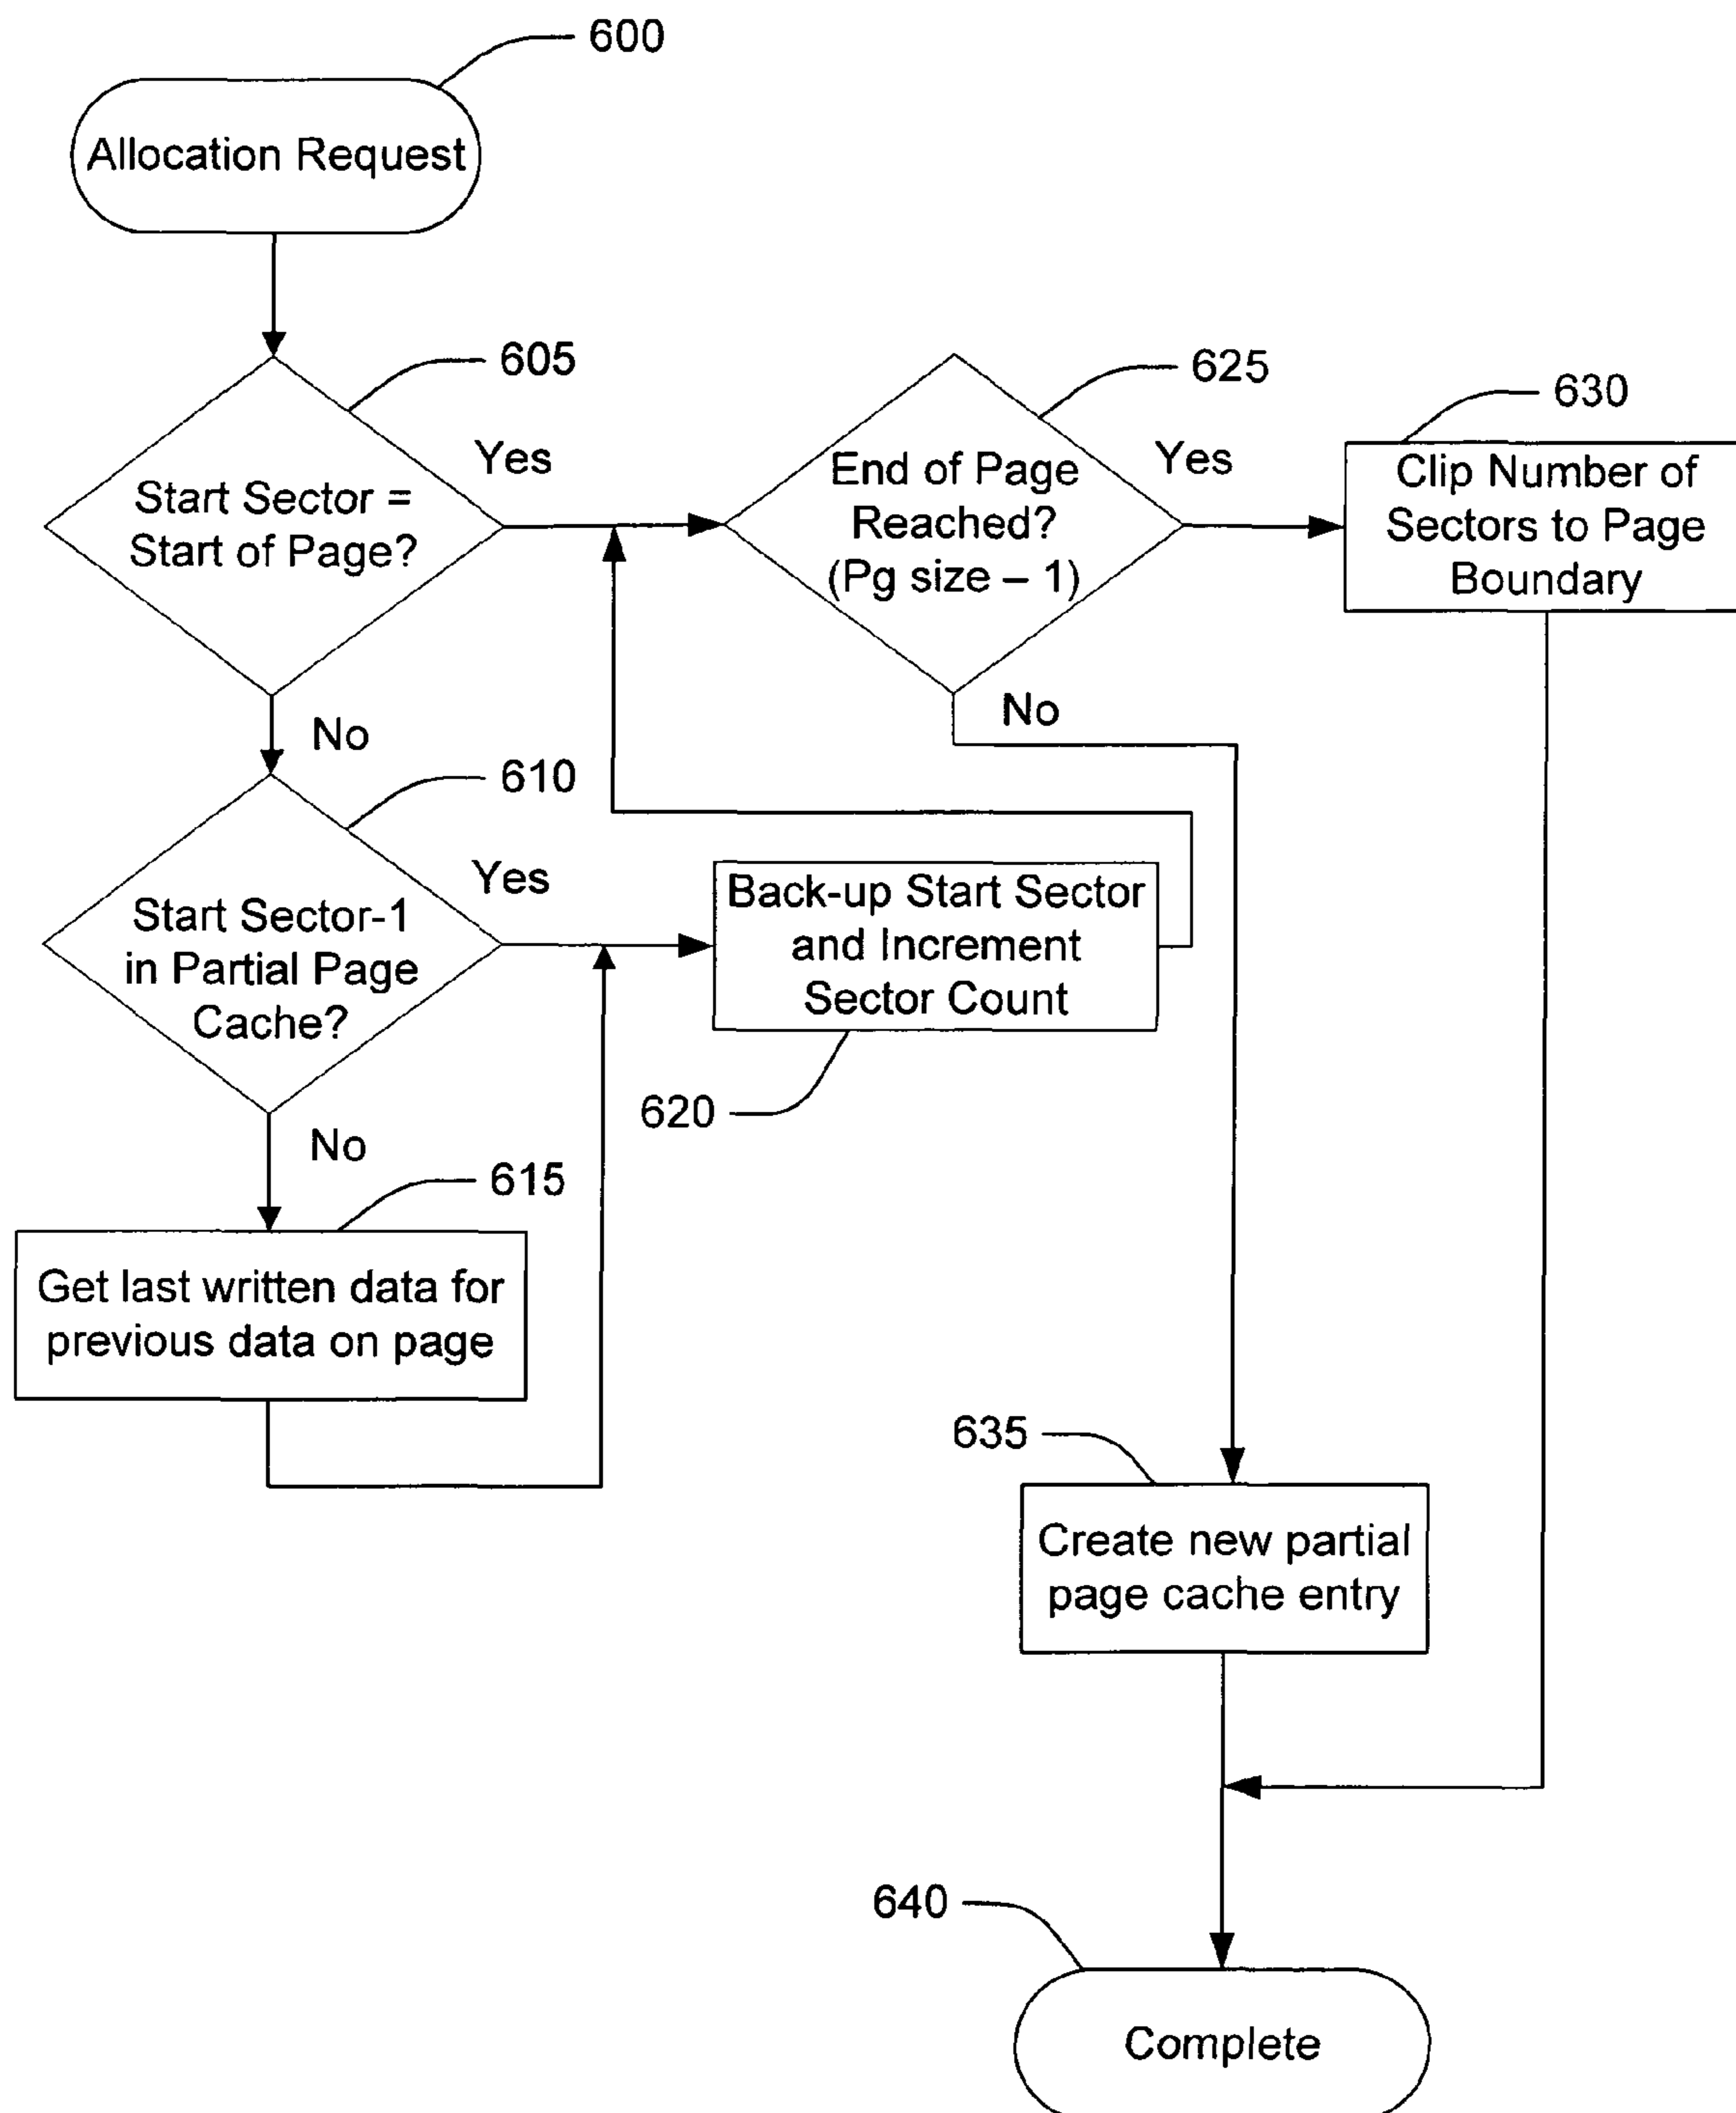 600
Allocation Request
605
Start Sector =
Start of Page?
Yes
625
End of Page
Reached?
(Pg size – 1)
Yes
630
Clip Number of
Sectors to Page
Boundary
No
No
610
Start Sector-1
in Partial Page
Cache?
Yes
Back-up Start Sector
and Increment
Sector Count
620
No
615
Get last written data for
previous data on page
635
Create new partial
page cache entry
640
Complete